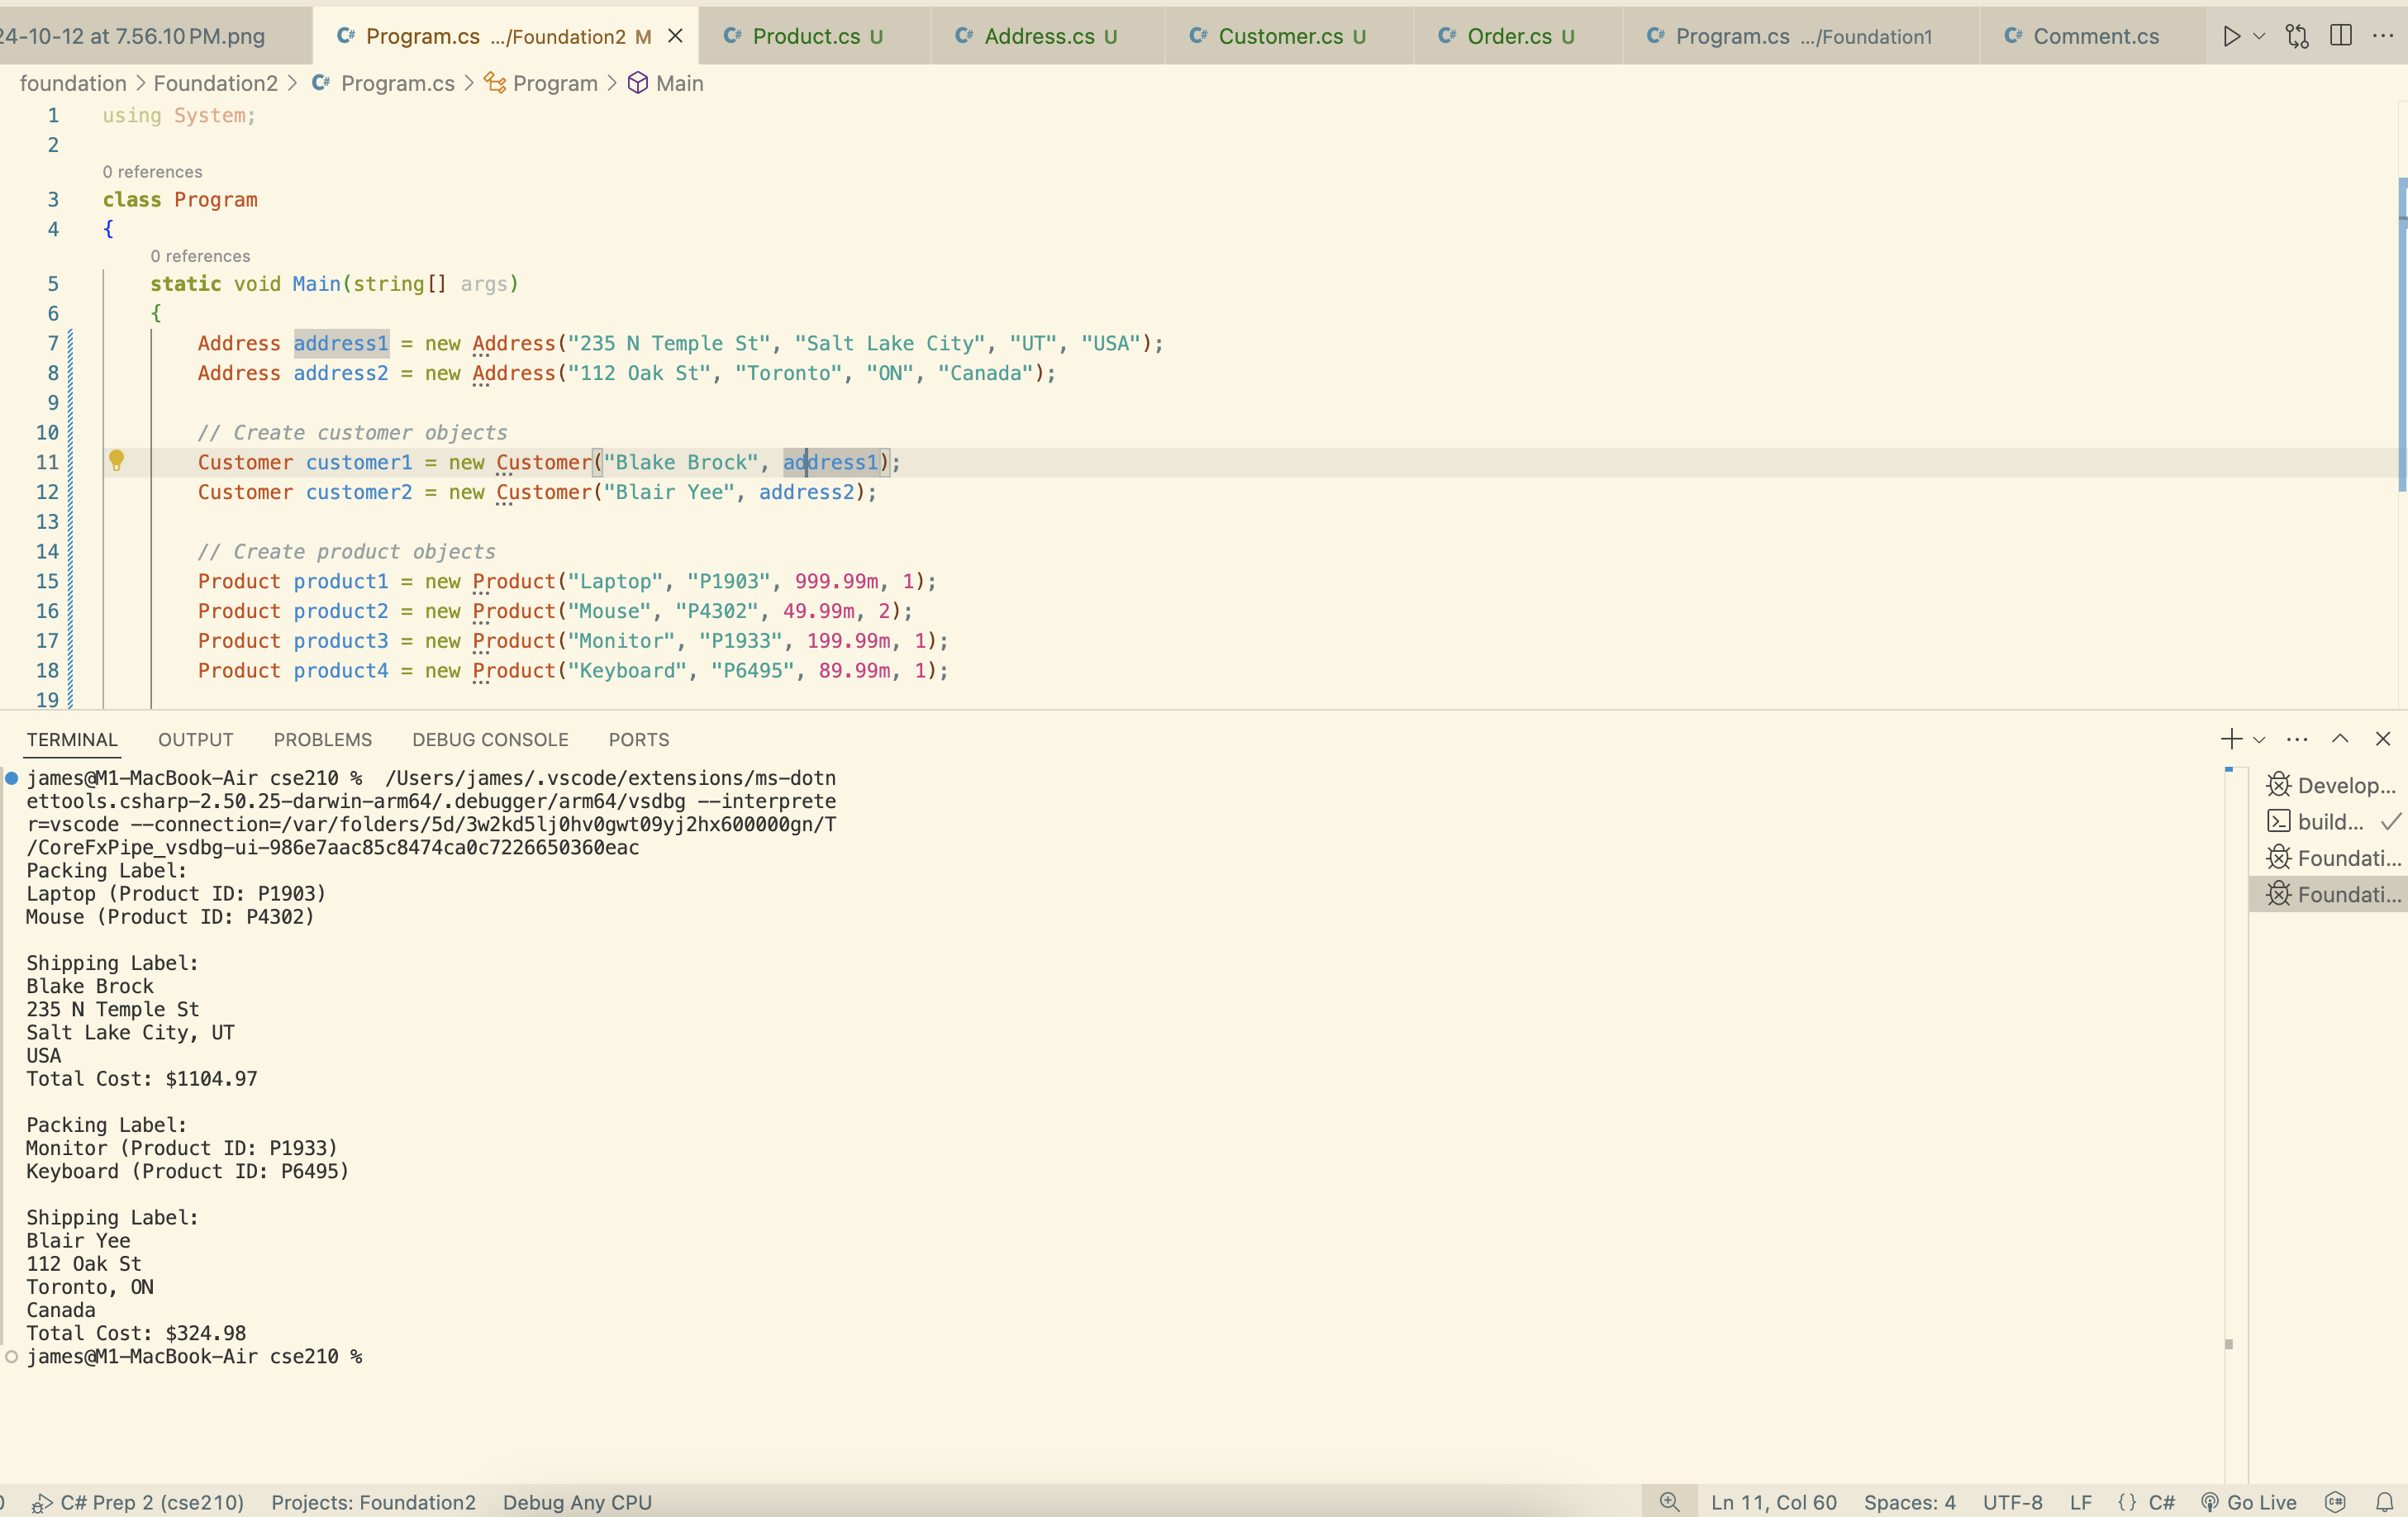 24-10-12 at 7.56.10 PM.png
C# Program.cs .../Foundation2 M
C# Product.cs U
C# Address.cs U
C# Customer.cs U
C# Order.cs U
C# Program.cs .../Foundation1
C# Comment.cs
foundation > Foundation2 > C# Program.cs > Program > Main
1 using System;
2
0 references
3 class Program
4 {
0 references
5 static void Main(string[] args)
6 {
7 Address address1 = new Address("235 N Temple St", "Salt Lake City", "UT", "USA");
8 Address address2 = new Address("112 Oak St", "Toronto", "ON", "Canada");
9
10 // Create customer objects
11 Customer customer1 = new Customer("Blake Brock", address1);
12 Customer customer2 = new Customer("Blair Yee", address2);
13
14 // Create product objects
15 Product product1 = new Product("Laptop", "P1903", 999.99m, 1);
16 Product product2 = new Product("Mouse", "P4302", 49.99m, 2);
17 Product product3 = new Product("Monitor", "P1933", 199.99m, 1);
18 Product product4 = new Product("Keyboard", "P6495", 89.99m, 1);
19
TERMINAL OUTPUT PROBLEMS DEBUG CONSOLE PORTS
james@M1-MacBook-Air cse210 % /Users/james/.vscode/extensions/ms-dotn
ettools.csharp-2.50.25-darwin-arm64/.debugger/arm64/vsdbg --interprete
r=vscode --connection=/var/folders/5d/3w2kd5lj0hv0gwt09yj2hx600000gn/T
/CoreFxPipe_vsdbg-ui-986e7aac85c8474ca0c7226650360eac
Packing Label:
Laptop (Product ID: P1903)
Mouse (Product ID: P4302)
Shipping Label:
Blake Brock
235 N Temple St
Salt Lake City, UT
USA
Total Cost: $1104.97
Packing Label:
Monitor (Product ID: P1933)
Keyboard (Product ID: P6495)
Shipping Label:
Blair Yee
112 Oak St
Toronto, ON
Canada
Total Cost: $324.98
james@M1-MacBook-Air cse210 %
Develop...
build...
Foundati...
Foundati...
C# Prep 2 (cse210) Projects: Foundation2 Debug Any CPU
Ln 11, Col 60 Spaces: 4 UTF-8 LF {} C# Go Live